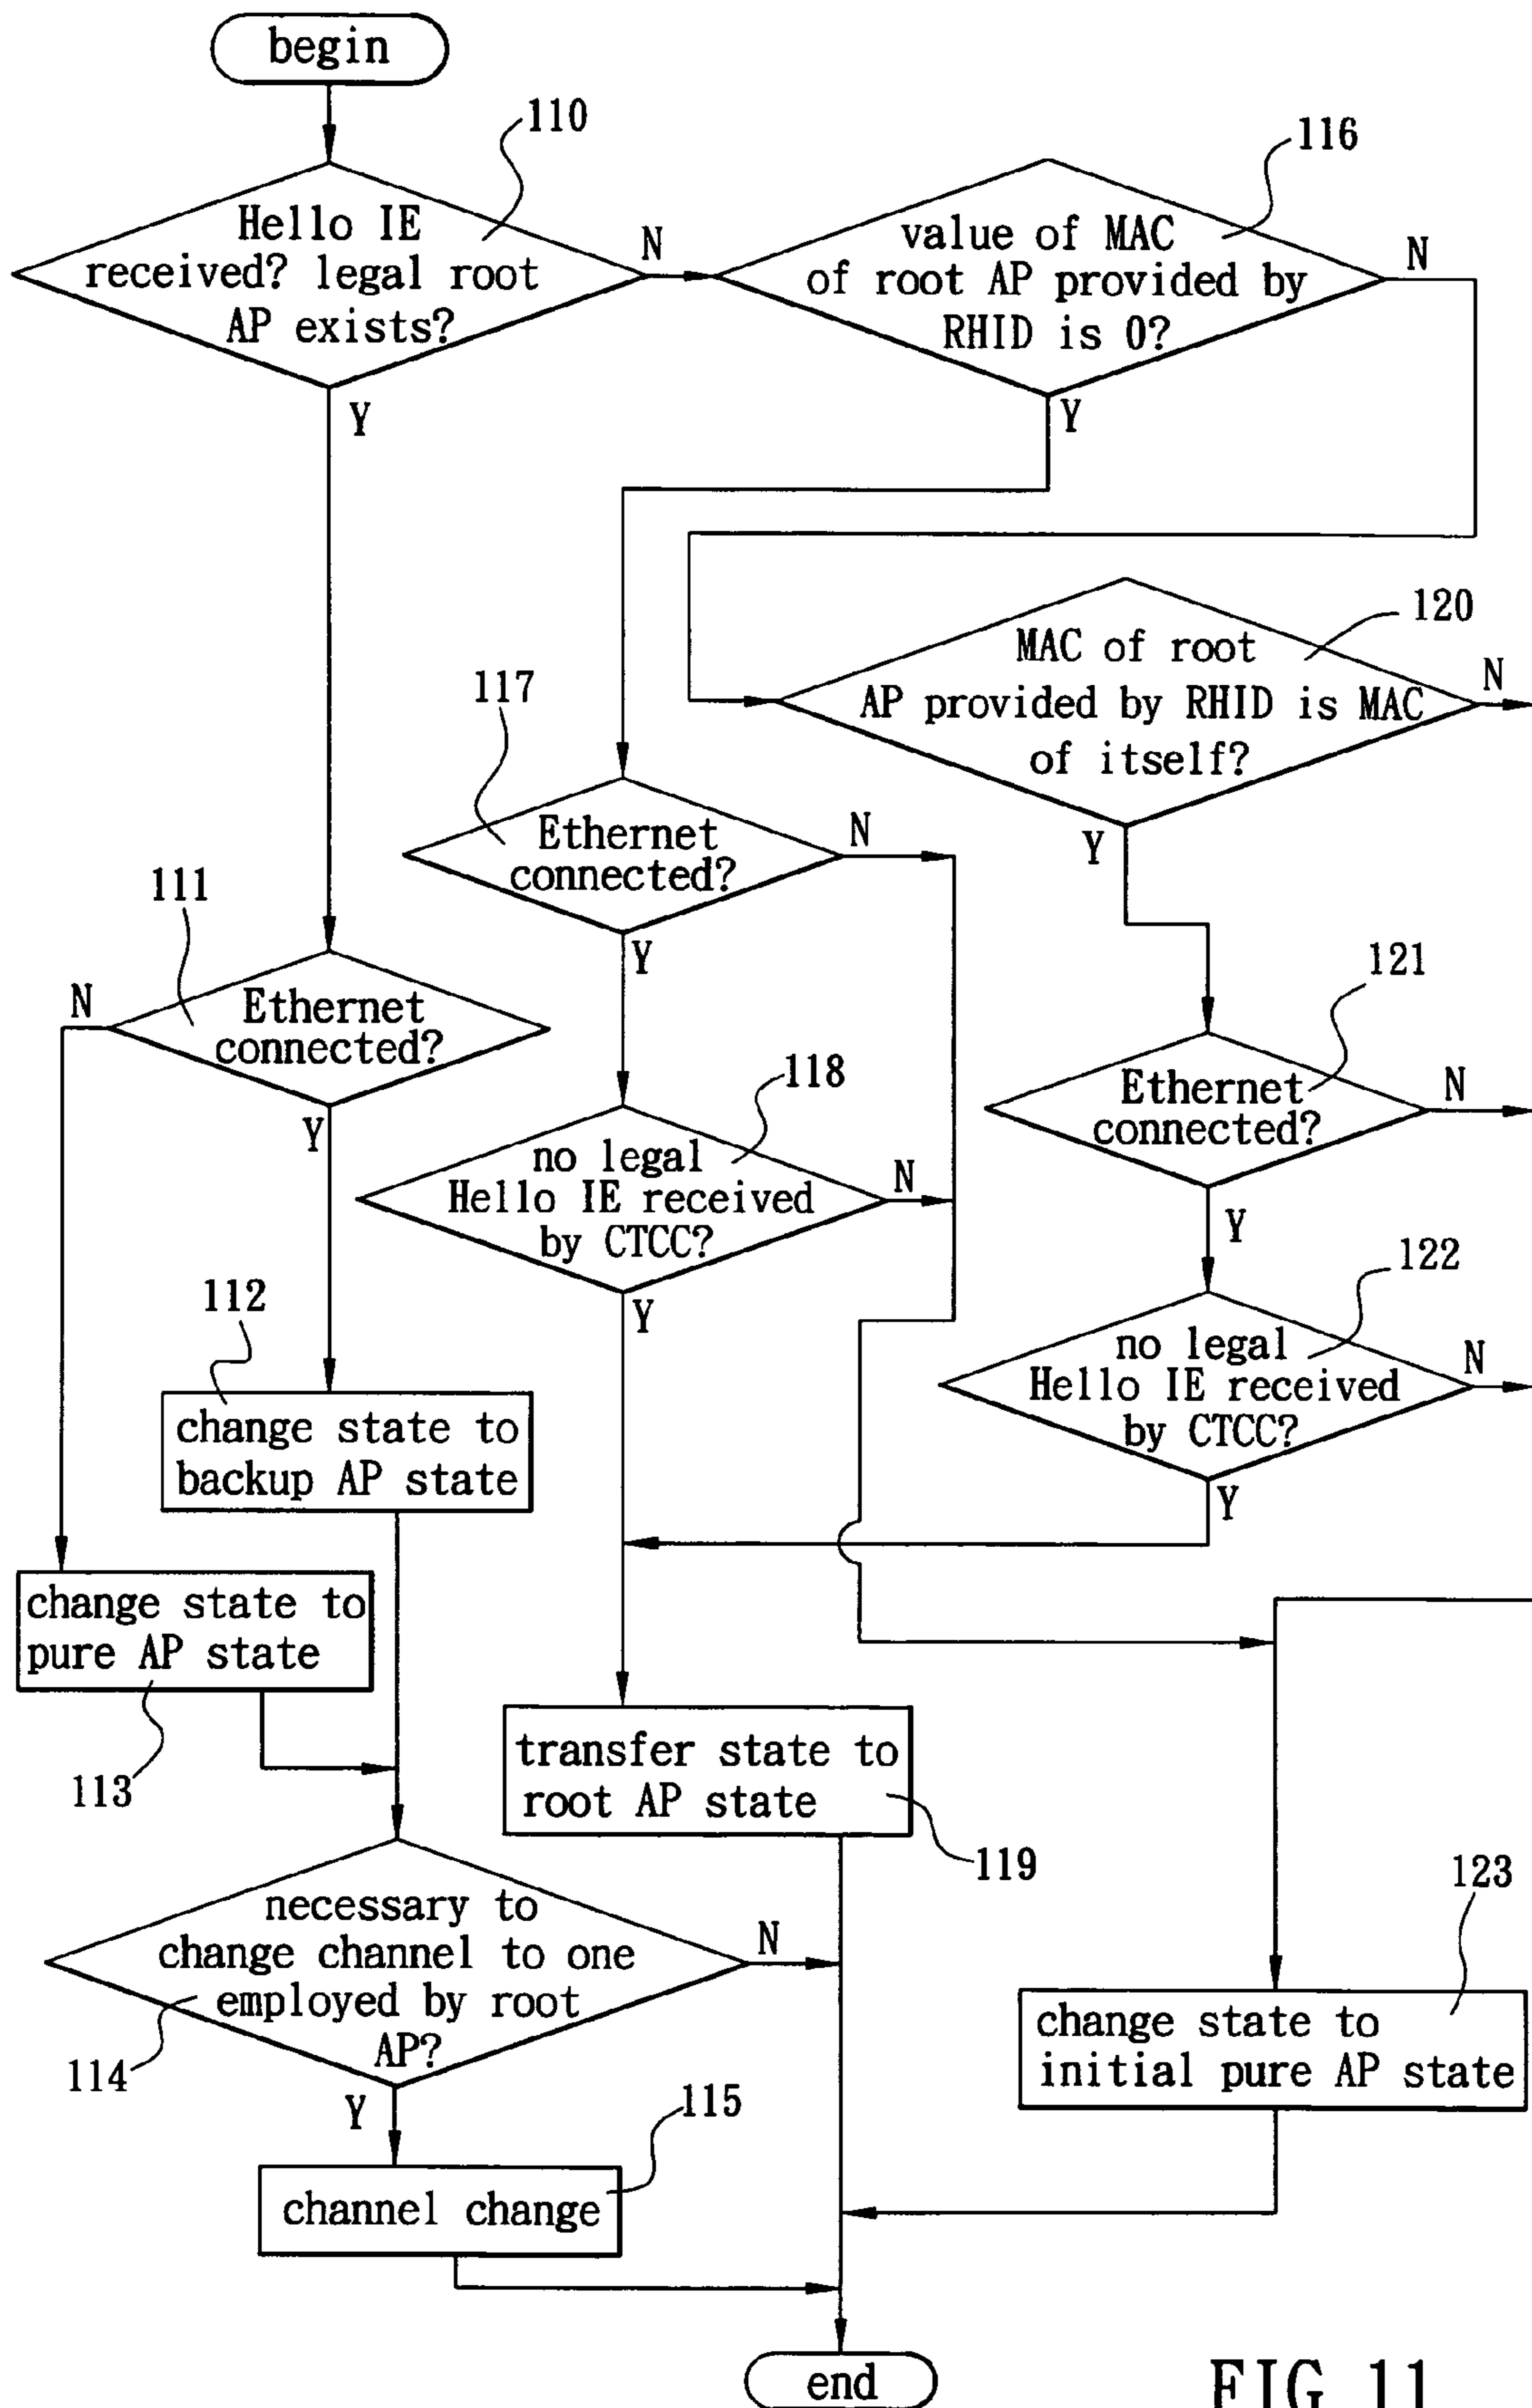 begin
110
Hello IE
received? legal root
AP exists?
N
Y
116
value of MAC
of root AP provided by
RHID is 0?
N
Y
120
MAC of root
AP provided by RHID is MAC
of itself?
N
Y
117
Ethernet
connected?
N
Y
111
Ethernet
connected?
N
Y
121
Ethernet
connected?
N
Y
118
no legal
Hello IE received
by CTCC?
N
Y
122
no legal
Hello IE received
by CTCC?
N
Y
112
change state to
backup AP state
change state to
pure AP state
113
transfer state to
root AP state
119
necessary to
change channel to one
employed by root
AP?
114
N
Y
123
change state to
initial pure AP state
115
channel change
end
FIG. 11